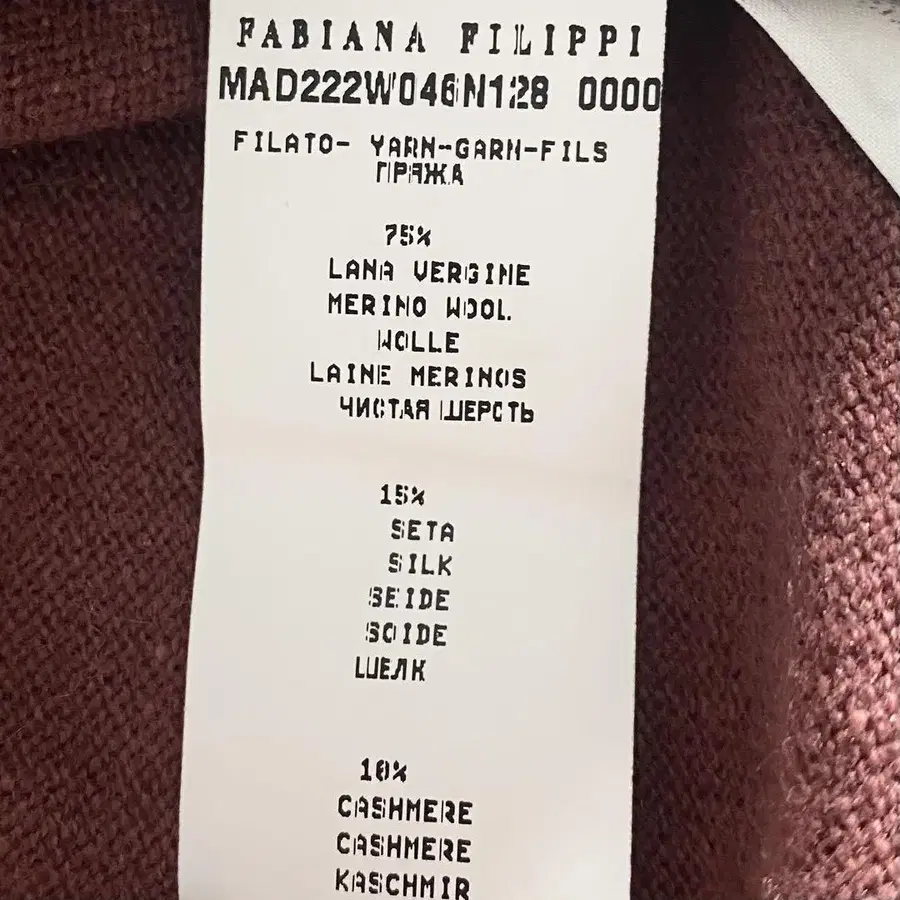 FABIANA FILIPPI
MAD222W046N128 0000
FILATO- YARN-GARN-FILS
ПРЯЖА
75%
LANA VERGINE
MERINO WOOL
WOLLE
LAINE MERINOS
ЧИСТАЯ ШЕРСТЬ
15%
SETA
SILK
SEIDE
SOIDE
ШЕЛК
10%
CASHMERE
CASHMERE
KASCHMIR